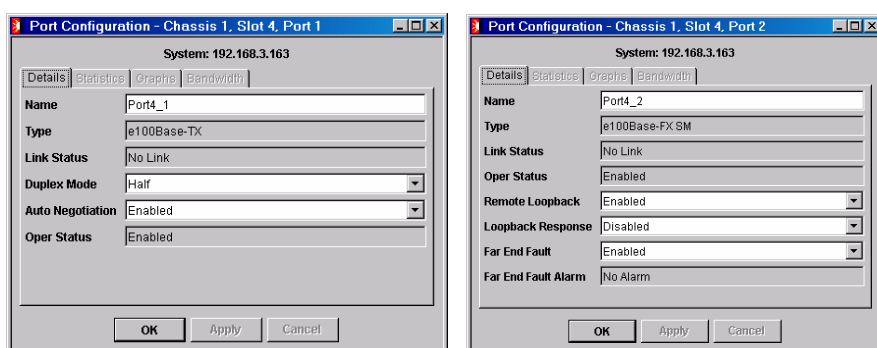 Port Configuration - Chassis 1, Slot 4, Port 1
System: 192.168.3.163
Details Statistics Graphs Bandwidth
Name Port4_1
Type e100Base-TX
Link Status No Link
Duplex Mode Half
Auto Negotiation Enabled
Oper Status Enabled
OK Apply Cancel
Port Configuration - Chassis 1, Slot 4, Port 2
System: 192.168.3.163
Details Statistics Graphs Bandwidth
Name Port4_2
Type e100Base-FX SM
Link Status No Link
Oper Status Enabled
Remote Loopback Enabled
Loopback Response Disabled
Far End Fault Enabled
Far End Fault Alarm No Alarm
OK Apply Cancel